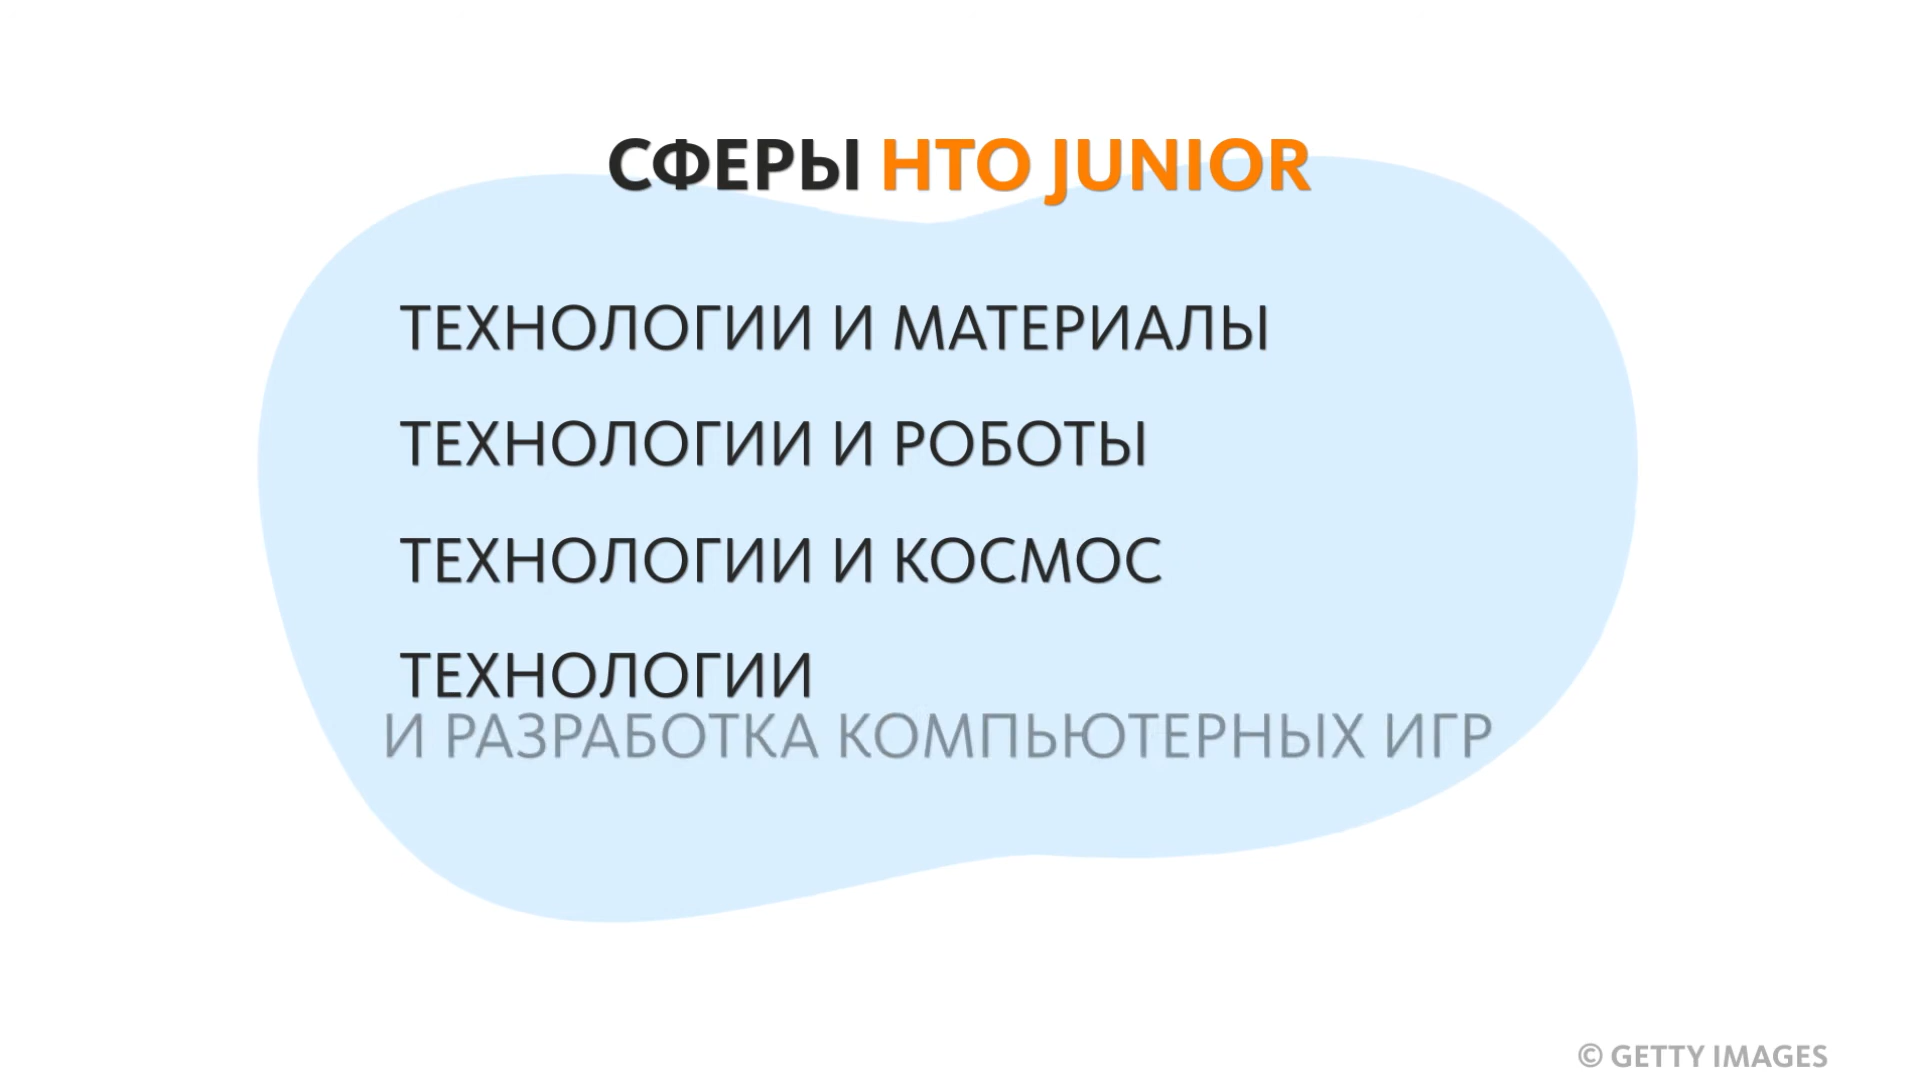 СФЕРЫ НТО JUNIOR
ТЕХНОЛОГИИ И МАТЕРИАЛЫ
ТЕХНОЛОГИИ И РОБОТЫ
ТЕХНОЛОГИИ И КОСМОС
ТЕХНОЛОГИИ
И РАЗРАБОТКА КОМПЬЮТЕРНЫХ ИГР
© GETTY IMAGES